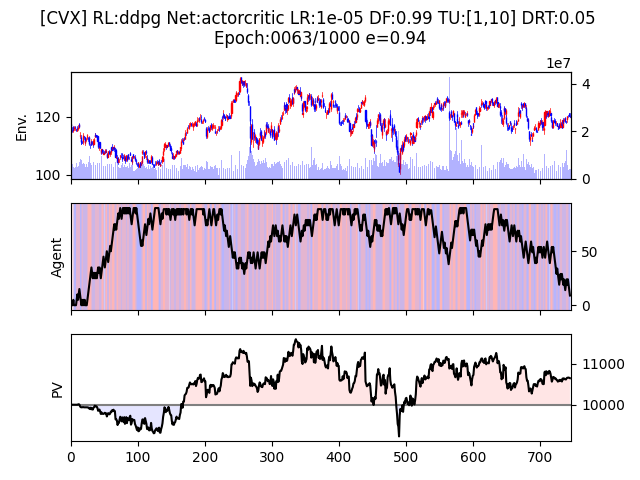 [CVX] RL:ddpg Net:actorcritic LR:1e-05 DF:0.99 TU:[1,10] DRT:0.05
Epoch:0063/1000 e=0.94
1e7
Env.
120
100
4
2
0
Agent
50
0
PV
11000
10000
0 100 200 300 400 500 600 700